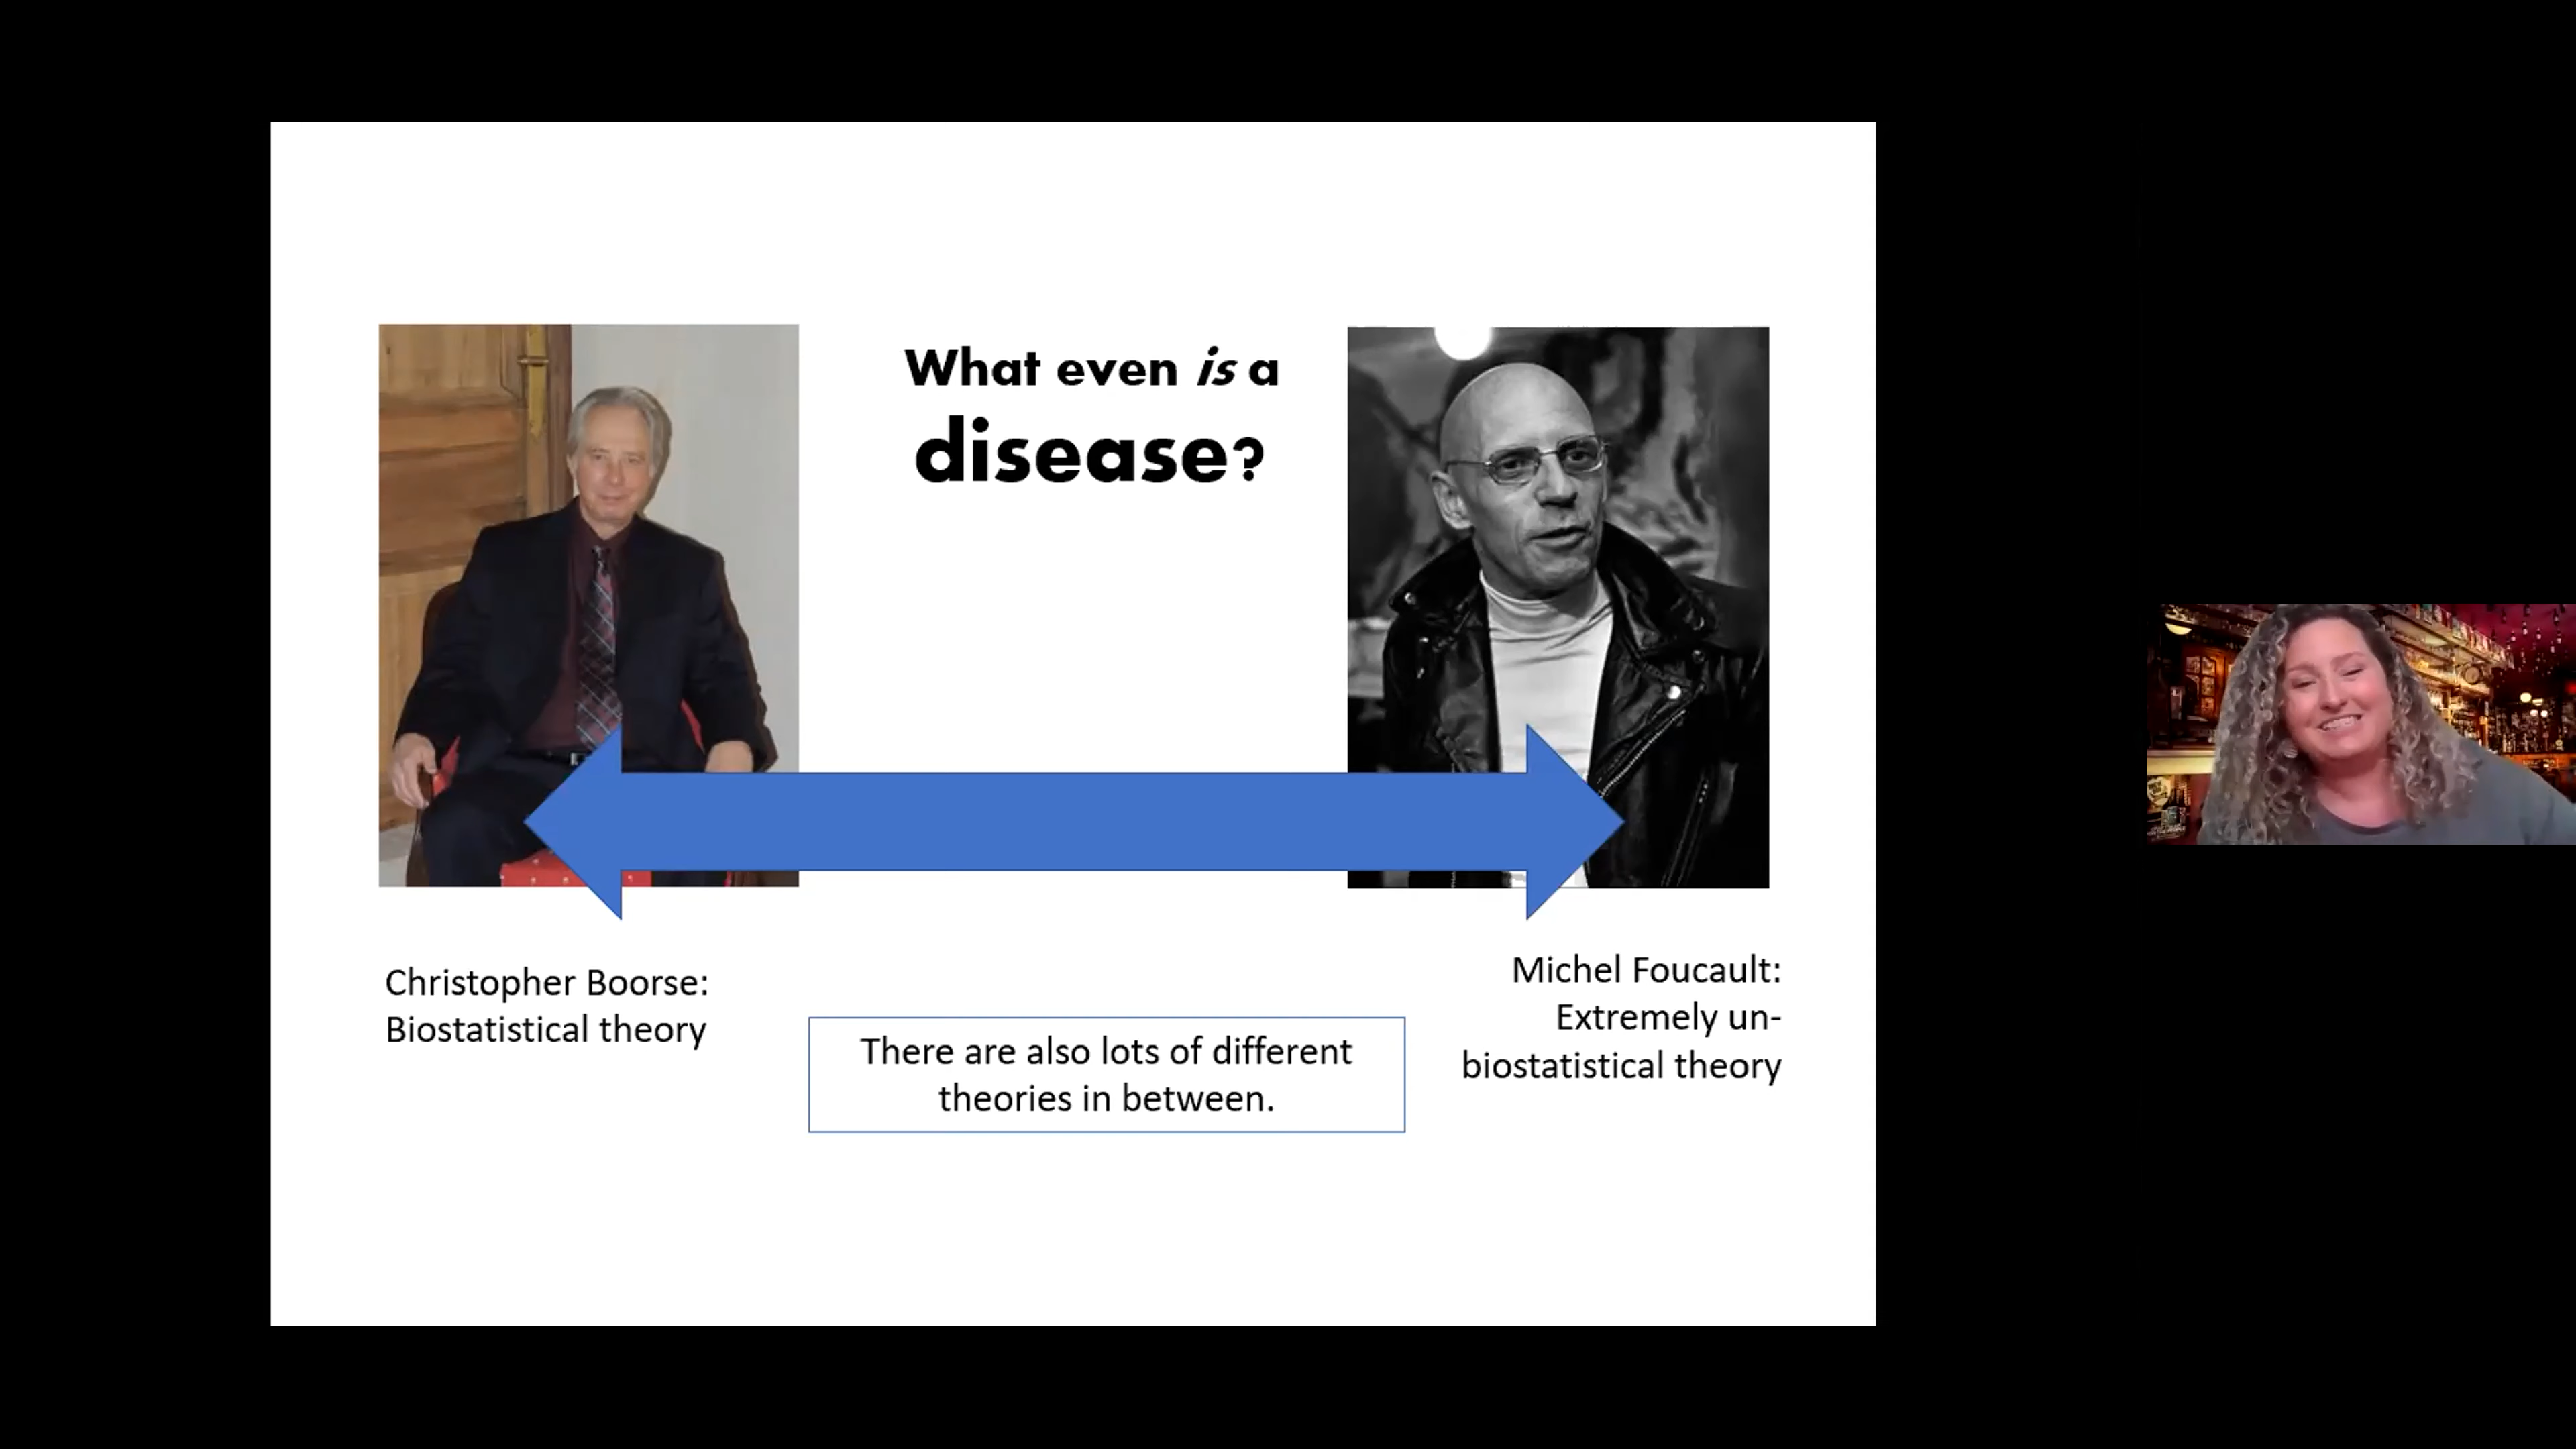 What even is a
disease?
Christopher Boorse:
Biostatistical theory
Michel Foucault:
Extremely un-
biostatistical theory
There are also lots of different
theories in between.